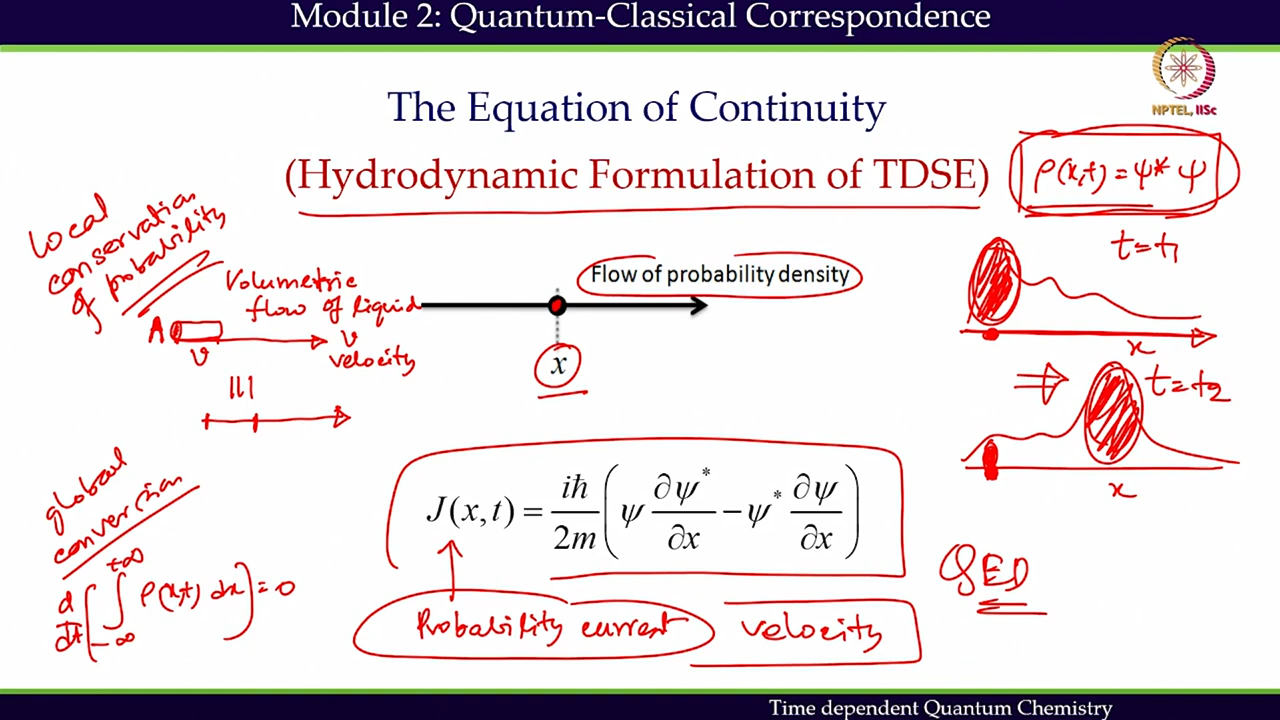 Module 2: Quantum-Classical Correspondence
NPTEL, IISc
The Equation of Continuity
(Hydrodynamic Formulation of TDSE)
ρ(x,t) = ψ* ψ
Local
conservation
of probability
t=t1
Volumetric
flow of liquid
Flow of probability density
A
v
v
velocity
x
x
t=t2
x
global
conversion
J(x,t) = iħ/2m (ψ ∂ψ*/∂x − ψ* ∂ψ/∂x)
d/dt [∫_{-∞}^{+∞} ρ(x,t) dx] = 0
QED
Probability current
velocity
Time dependent Quantum Chemistry